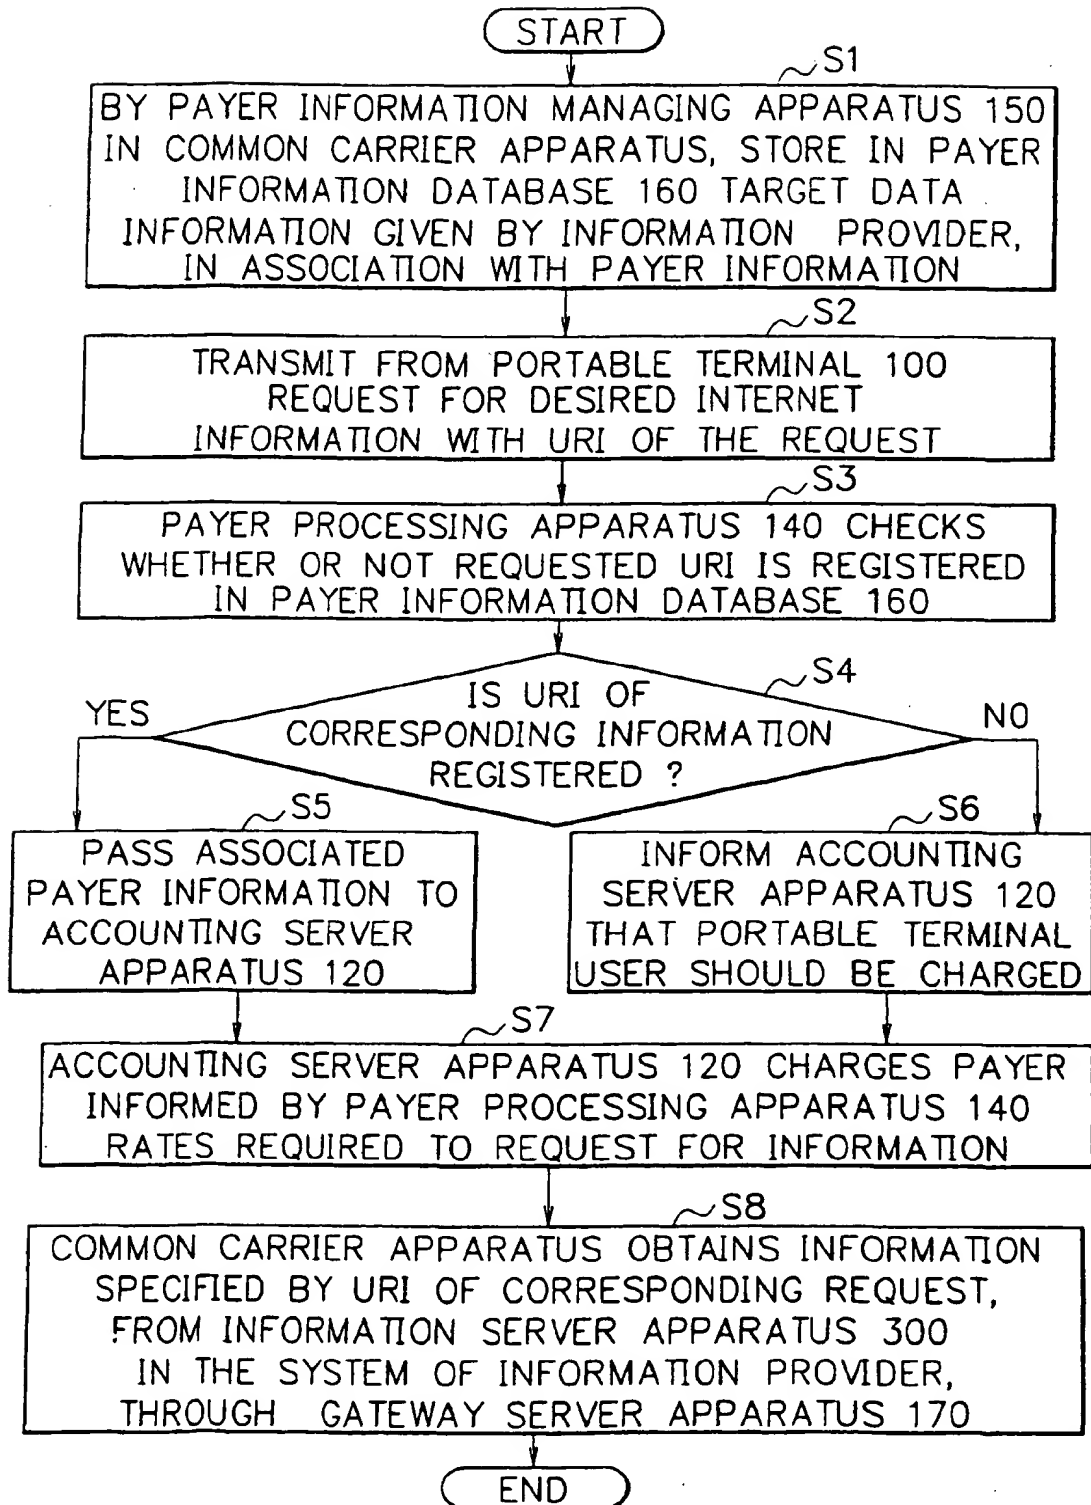 START
S1
BY PAYER INFORMATION MANAGING APPARATUS 150
IN COMMON CARRIER APPARATUS, STORE IN PAYER
INFORMATION DATABASE 160 TARGET DATA
INFORMATION GIVEN BY INFORMATION PROVIDER,
IN ASSOCIATION WITH PAYER INFORMATION
S2
TRANSMIT FROM PORTABLE TERMINAL 100
REQUEST FOR DESIRED INTERNET
INFORMATION WITH URI OF THE REQUEST
S3
PAYER PROCESSING APPARATUS 140 CHECKS
WHETHER OR NOT REQUESTED URI IS REGISTERED
IN PAYER INFORMATION DATABASE 160
S4
IS URI OF
CORRESPONDING INFORMATION
REGISTERED ?
YES
NO
S5
PASS ASSOCIATED
PAYER INFORMATION TO
ACCOUNTING SERVER
APPARATUS 120
S6
INFORM ACCOUNTING
SERVER APPARATUS 120
THAT PORTABLE TERMINAL
USER SHOULD BE CHARGED
S7
ACCOUNTING SERVER APPARATUS 120 CHARGES PAYER
INFORMED BY PAYER PROCESSING APPARATUS 140
RATES REQUIRED TO REQUEST FOR INFORMATION
S8
COMMON CARRIER APPARATUS OBTAINS INFORMATION
SPECIFIED BY URI OF CORRESPONDING REQUEST,
FROM INFORMATION SERVER APPARATUS 300
IN THE SYSTEM OF INFORMATION PROVIDER,
THROUGH GATEWAY SERVER APPARATUS 170
END